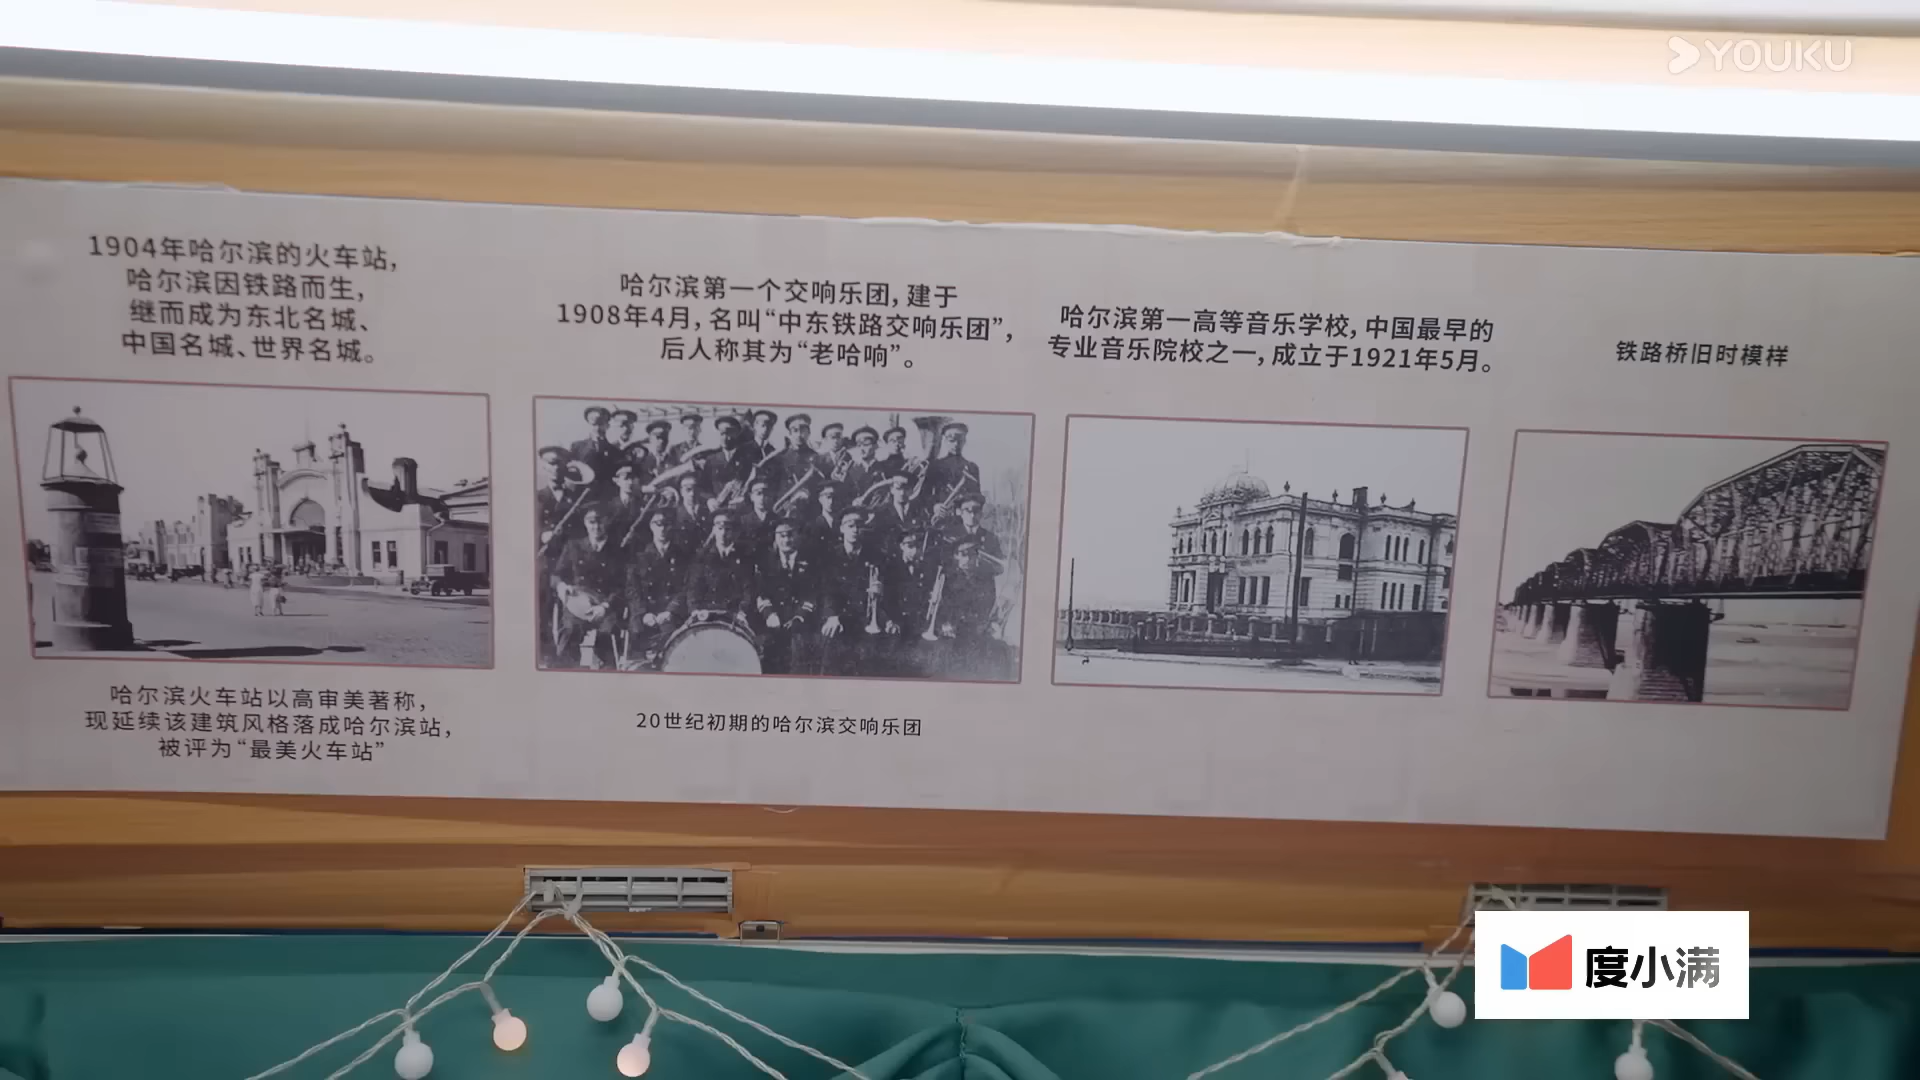 YOUKU
1904年哈尔滨的火车站,
哈尔滨因铁路而生,
继而成为东北名城、
中国名城、世界名城。
哈尔滨火车站以高审美著称,
现延续该建筑风格落成哈尔滨站,
被评为“最美火车站”
哈尔滨第一个交响乐团,建于
1908年4月,名叫“中东铁路交响乐团”,
后人称其为“老哈响”。
20世纪初期的哈尔滨交响乐团
哈尔滨第一高等音乐学校,中国最早的
专业音乐院校之一,成立于1921年5月。
铁路桥旧时模样
度小满